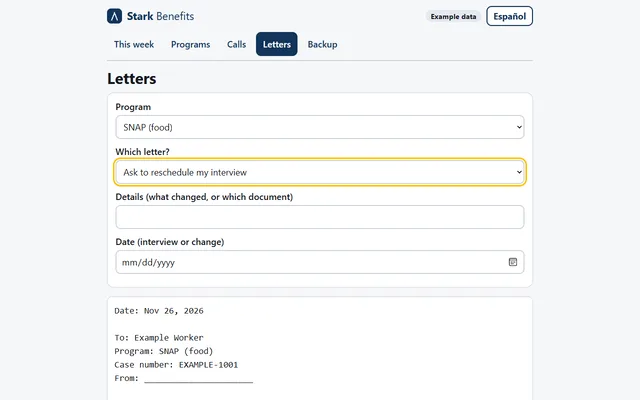 Stark Benefits
Example data
Español
This week
Programs
Calls
Letters
Backup
Letters
Program
SNAP (food)
Which letter?
Ask to reschedule my interview
Details (what changed, or which document)
Date (interview or change)
mm/dd/yyyy
Date: Nov 26, 2026
To: Example Worker
Program: SNAP (food)
Case number: EXAMPLE-1001
From: ______________________